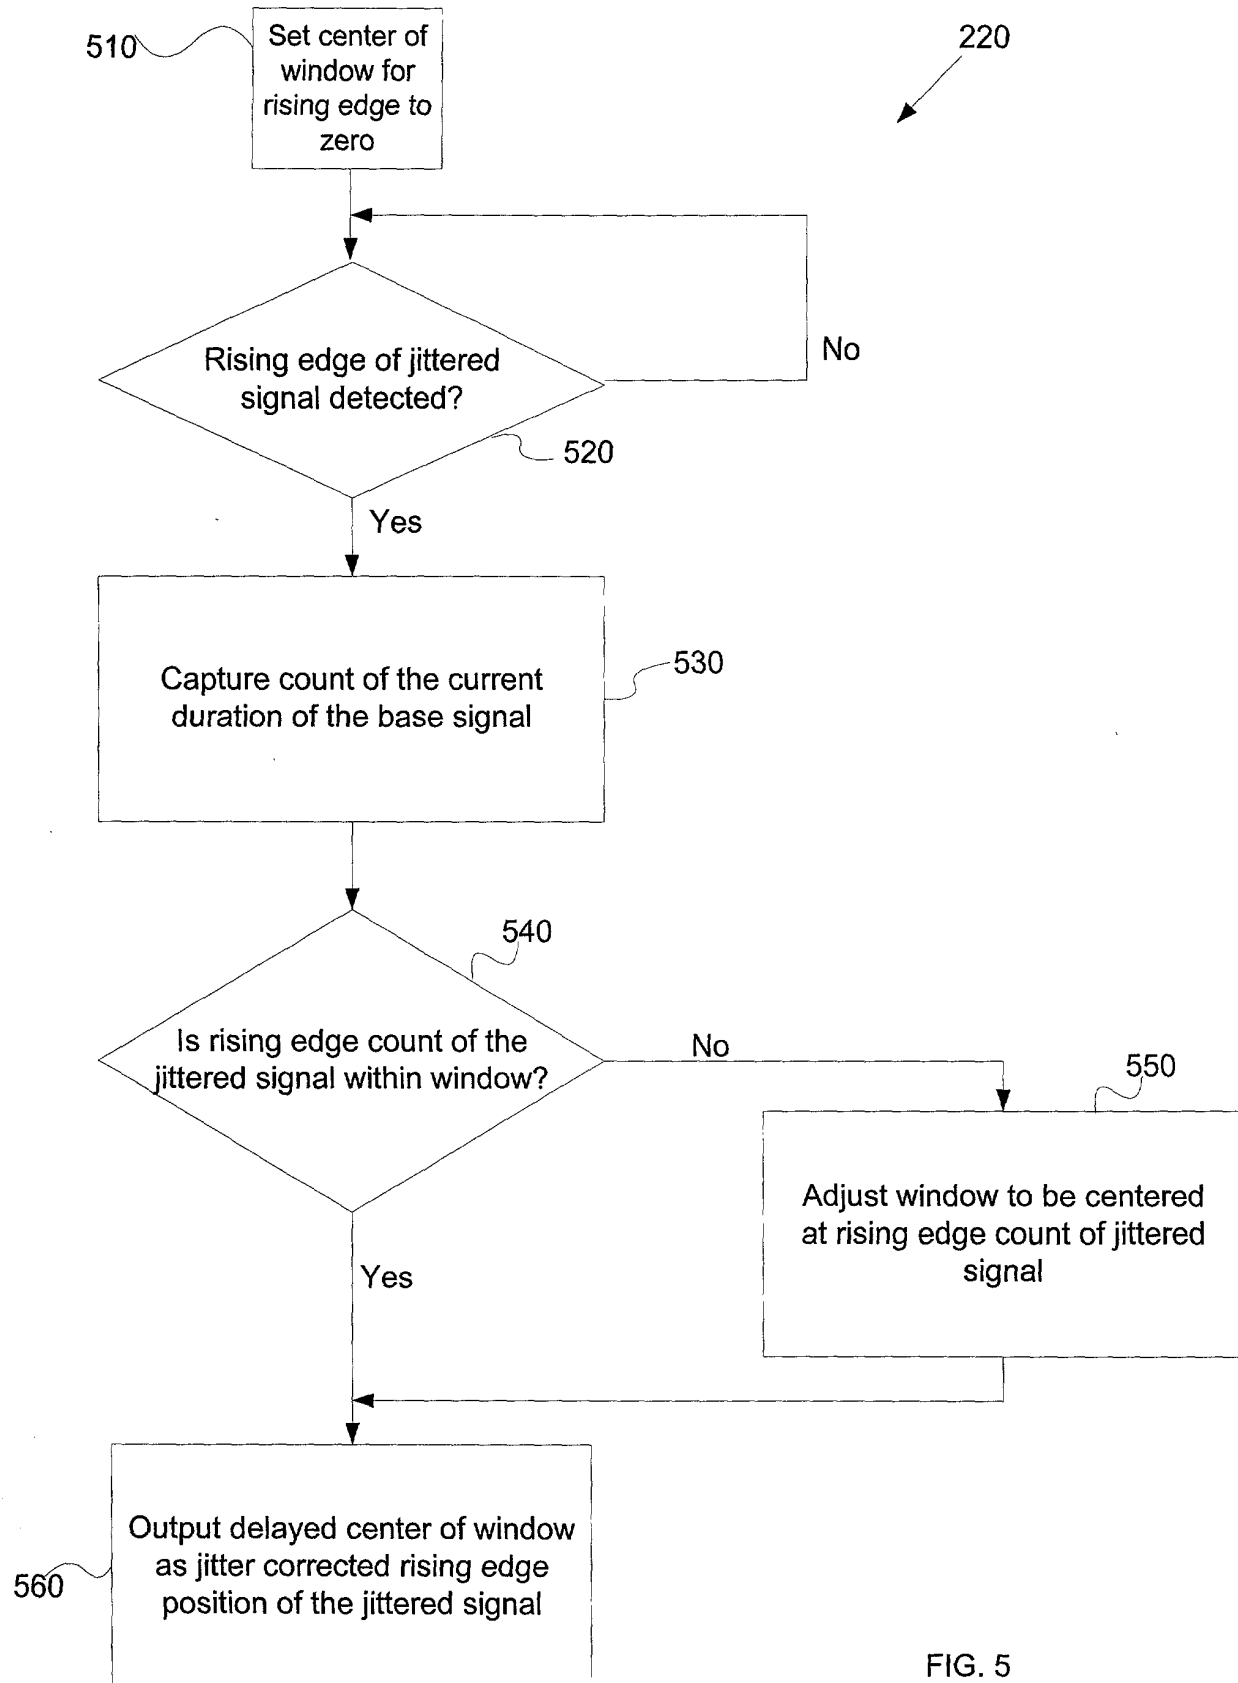 510
Set center of
window for
rising edge to
zero
220
Rising edge of jittered
signal detected?
No
520
Yes
Capture count of the current
duration of the base signal
530
540
Is rising edge count of the
jittered signal within window?
No
550
Adjust window to be centered
at rising edge count of jittered
signal
Yes
Output delayed center of window
as jitter corrected rising edge
position of the jittered signal
560
FIG. 5